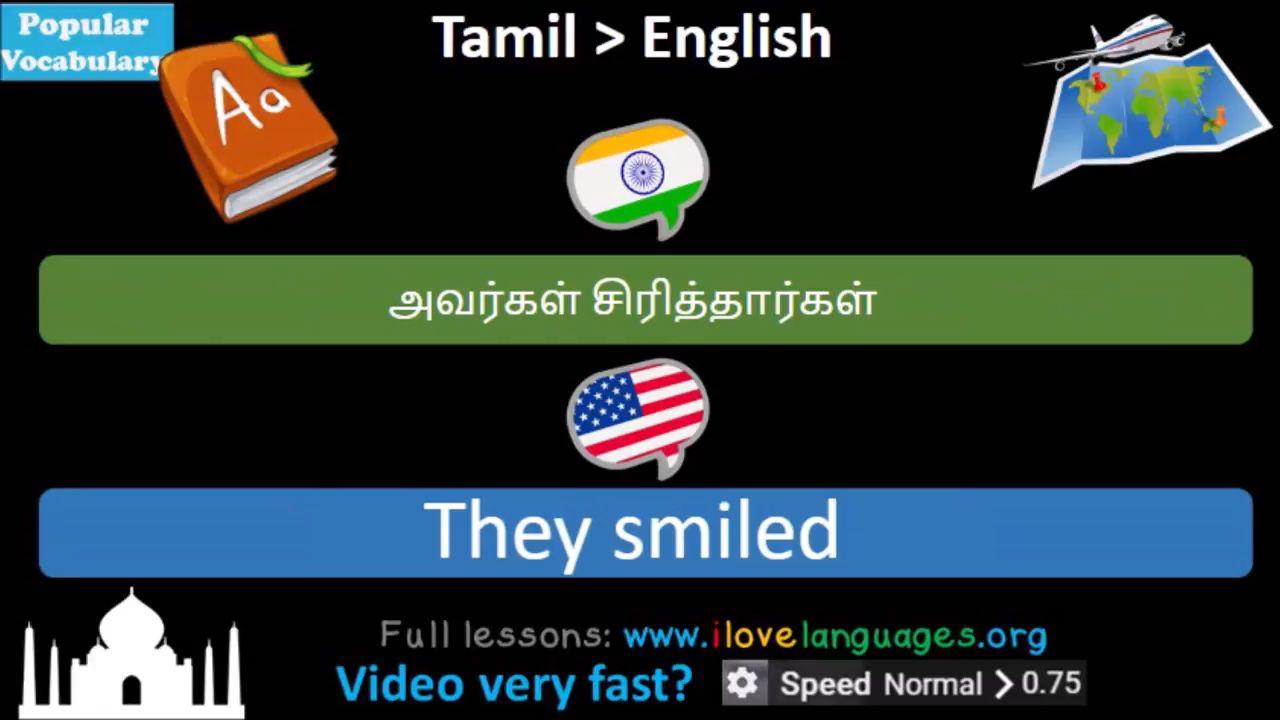 Popular
Vocabulary
Tamil > English
Aa
அவர்கள் சிரித்தார்கள்
They smiled
Full lessons: www.ilovelanguages.org
Video very fast? Speed Normal > 0.75